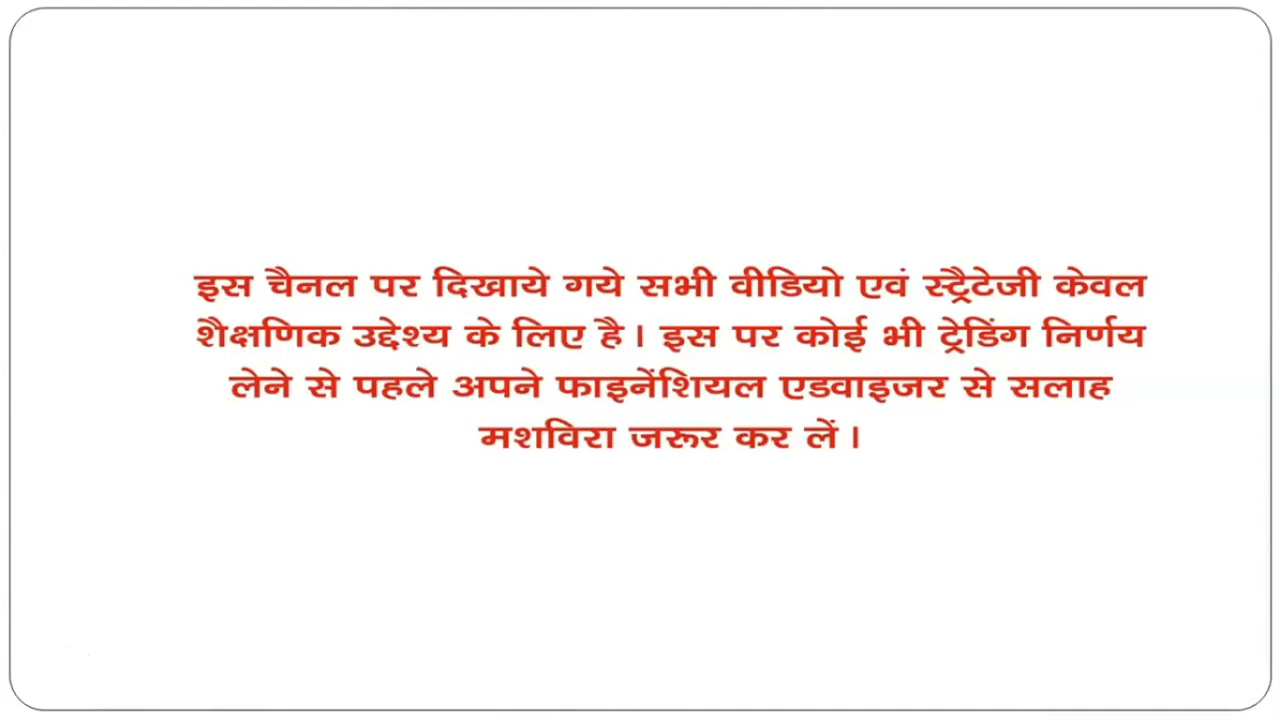 इस चैनल पर दिखाये गये सभी वीडियो एवं स्ट्रैटेजी केवल
शैक्षणिक उद्देश्य के लिए है। इस पर कोई भी ट्रेडिंग निर्णय
लेने से पहले अपने फाइनेंशियल एडवाइजर से सलाह
मशविरा जरूर कर लें।